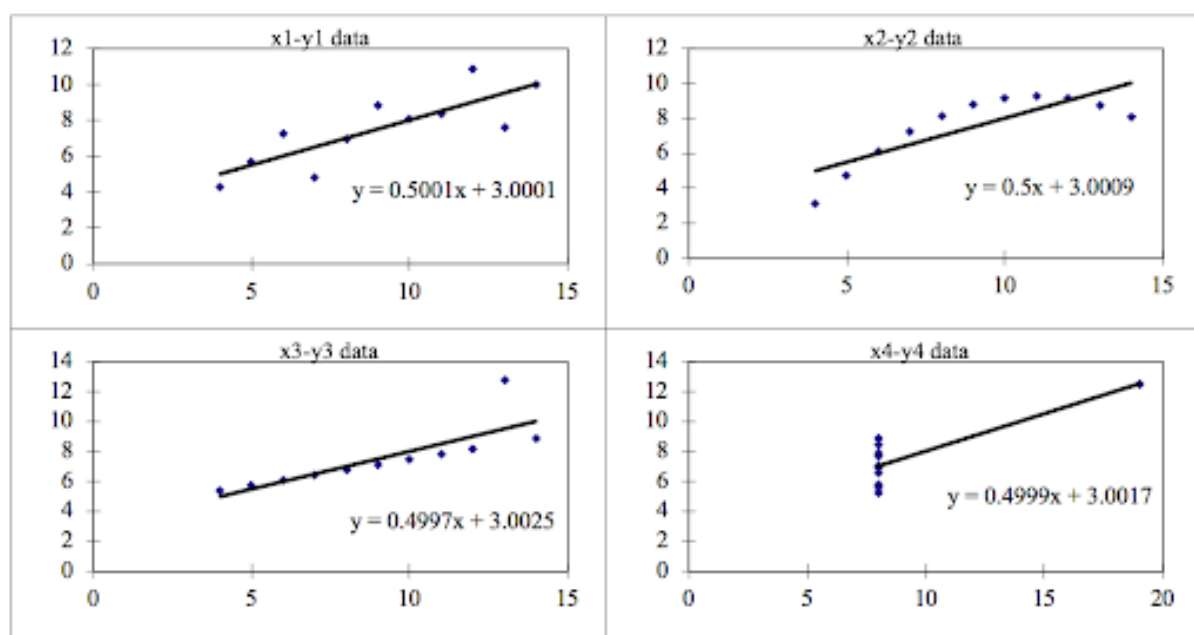 x1-y1 data
12
10
8
6
4
2
0
y = 0.5001x + 3.0001
0 5 10 15
x2-y2 data
12
10
8
6
4
2
0
y = 0.5x + 3.0009
0 5 10 15
x3-y3 data
14
12
10
8
6
4
2
0
y = 0.4997x + 3.0025
0 5 10 15
x4-y4 data
14
12
10
8
6
4
2
0
y = 0.4999x + 3.0017
0 5 10 15 20